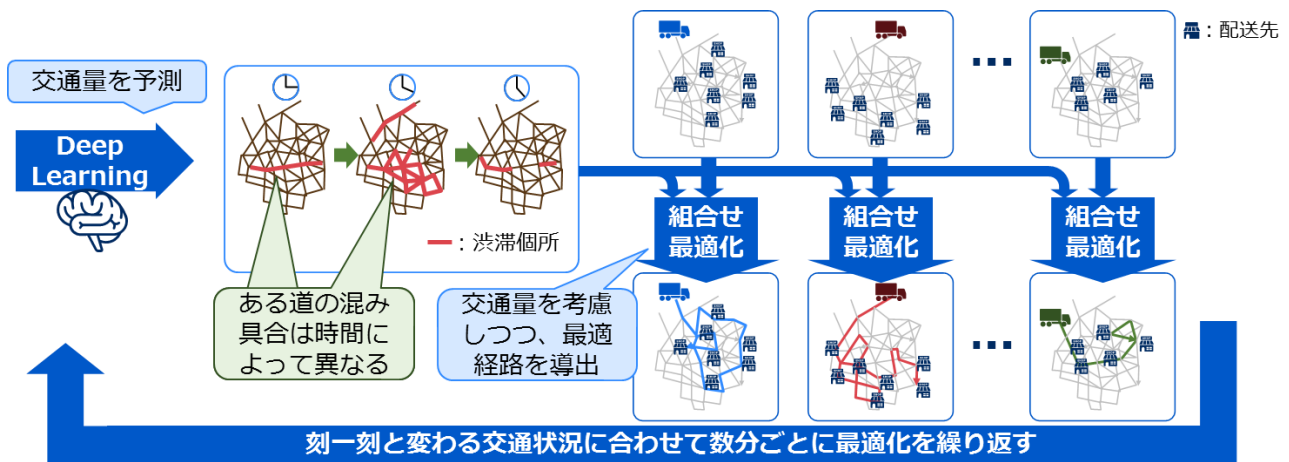 交通量を予測
Deep
Learning
━：渋滞個所
ある道の混み
具合は時間に
よって異なる
：配送先
…
組合せ
最適化
組合せ
最適化
組合せ
最適化
交通量を考慮
しつつ、最適
経路を導出
…
刻一刻と変わる交通状況に合わせて数分ごとに最適化を繰り返す